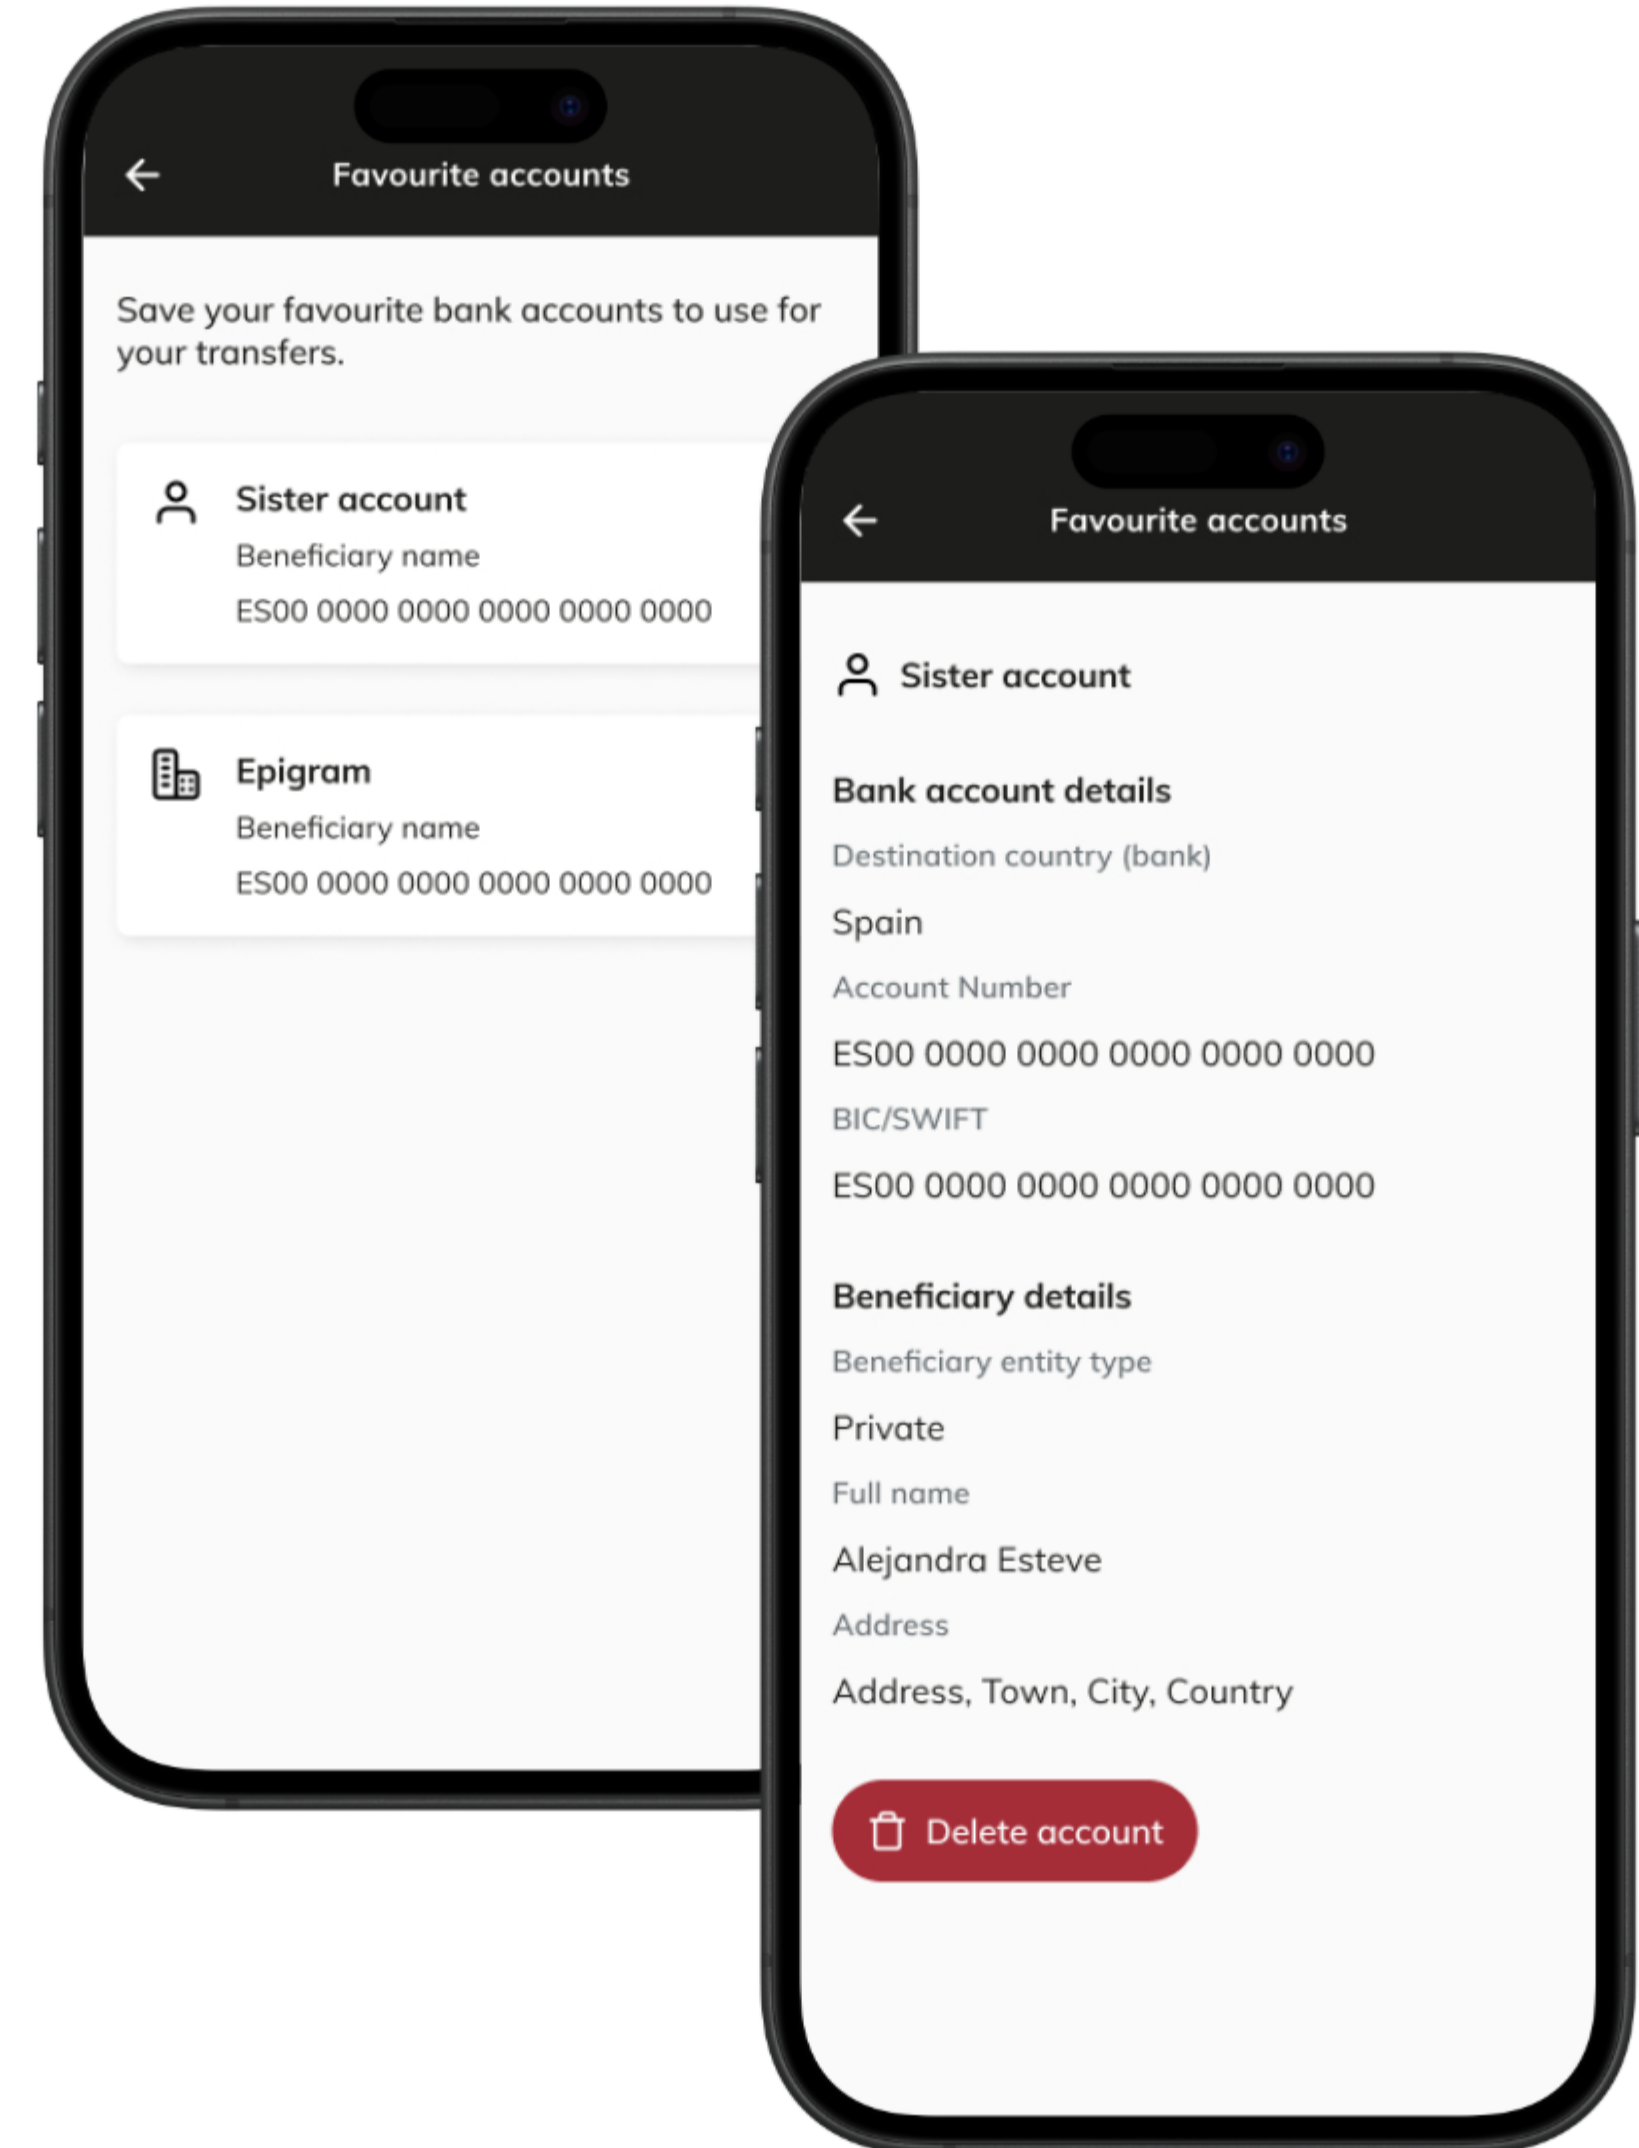 Favourite accounts
Save your favourite bank accounts to use for
your transfers.
Sister account
Beneficiary name
ES00 0000 0000 0000 0000 0000
Epigram
Beneficiary name
ES00 0000 0000 0000 0000 0000
Favourite accounts
Sister account
Bank account details
Destination country (bank)
Spain
Account Number
ES00 0000 0000 0000 0000 0000
BIC/SWIFT
ES00 0000 0000 0000 0000 0000
Beneficiary details
Beneficiary entity type
Private
Full name
Alejandra Esteve
Address
Address, Town, City, Country
Delete account